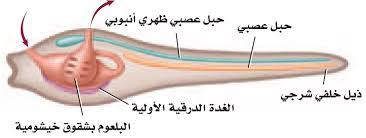 حبل عصبي ظهري أنبوبي
حبل عصبي
ذيل خلفي شرجي
الغدة الدرقية الأولية
البلعوم بشقوق خيشومية